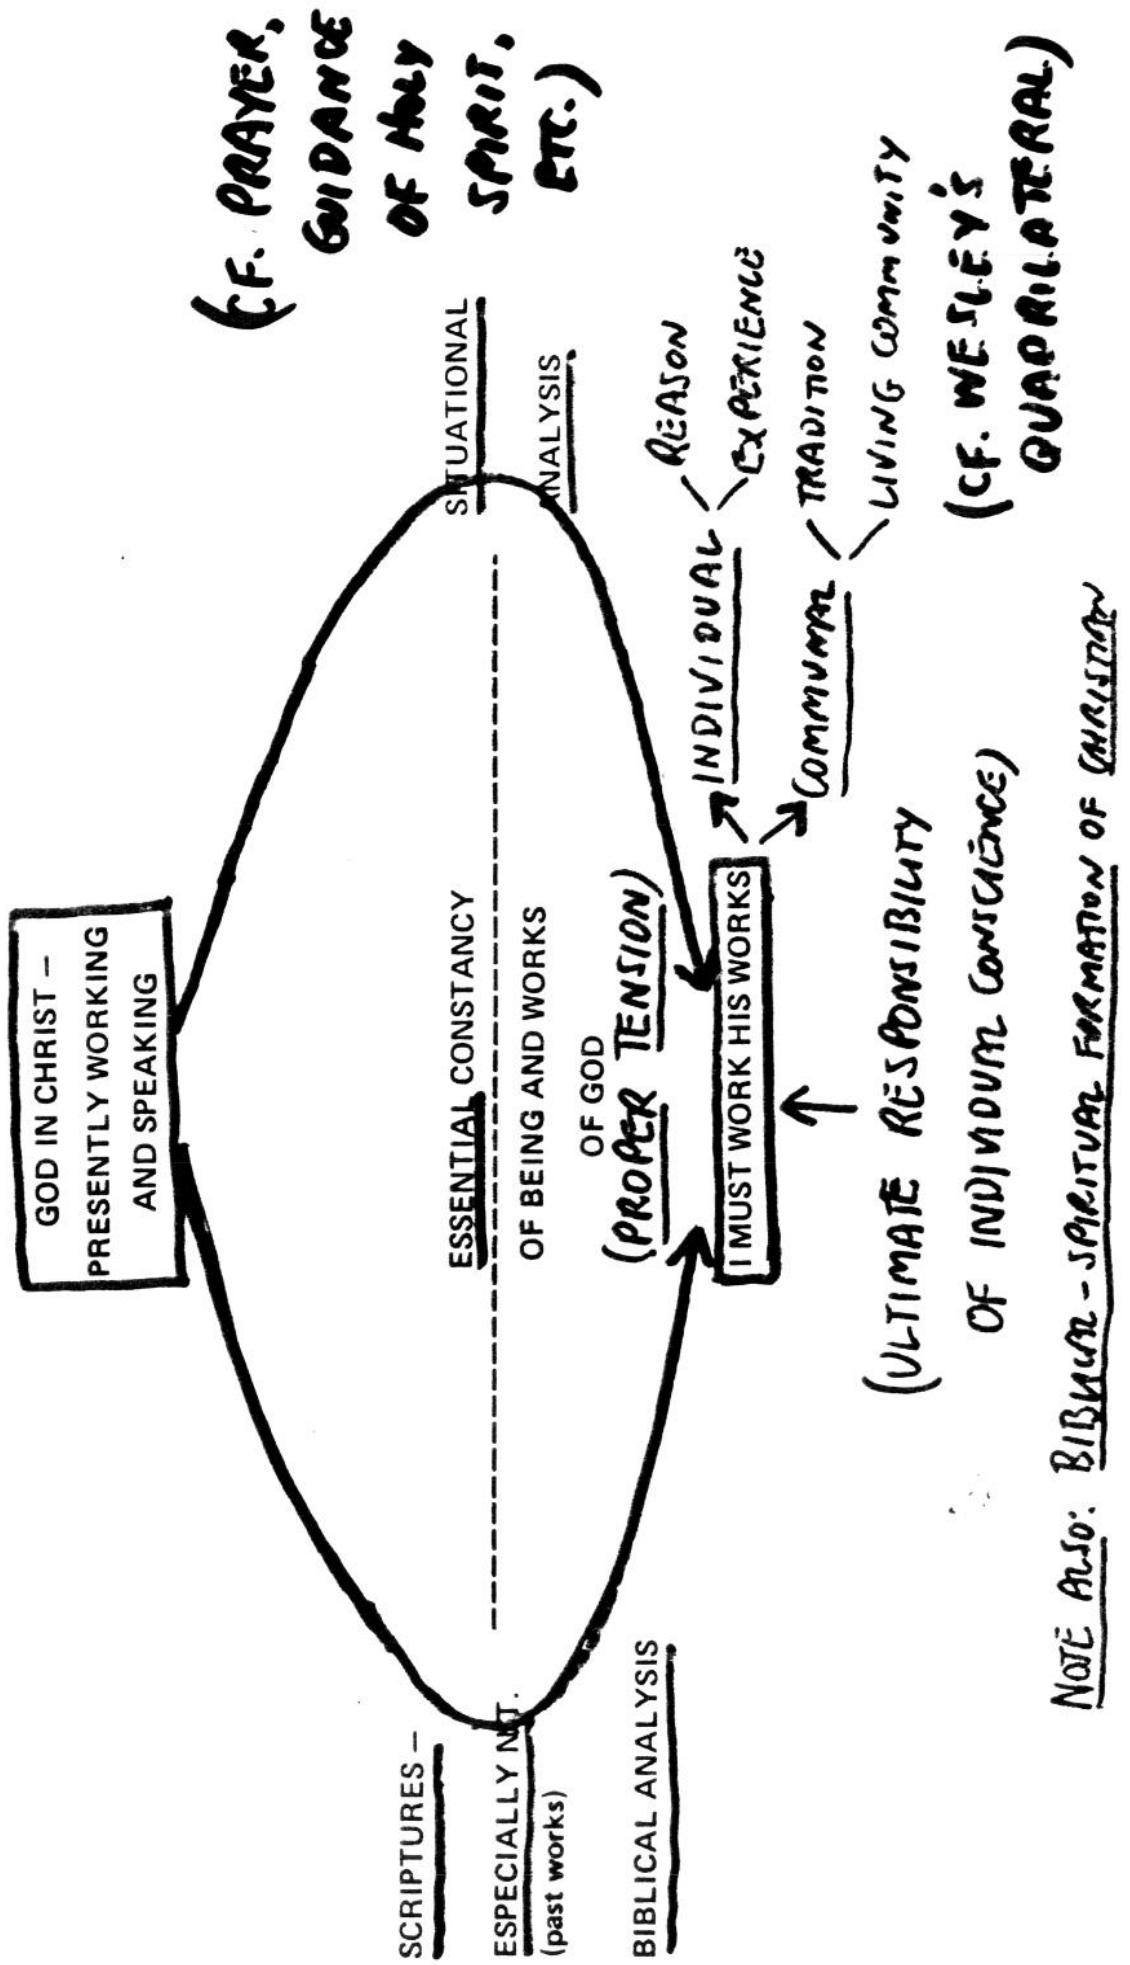 GOD IN CHRIST –
PRESENTLY WORKING
AND SPEAKING
(CF. PRAYER,
GUIDANCE
OF HOLY
SPIRIT,
ETC.)
SCRIPTURES –
ESPECIALLY N.T.
(past works)
BIBLICAL ANALYSIS
ESSENTIAL CONSTANCY
OF BEING AND WORKS
OF GOD
(PROPER TENSION)
SITUATIONAL
ANALYSIS
I MUST WORK HIS WORKS
INDIVIDUAL
REASON
EXPERIENCE
COMMUNAL
TRADITION
LIVING COMMUNITY
(CF. WESLEY'S
QUADRILATERAL)
(ULTIMATE RESPONSIBILITY
OF INDIVIDUAL CONSCIENCE)
NOTE ALSO: BIBLICAL-SPIRITUAL FORMATION OF CHRISTIAN